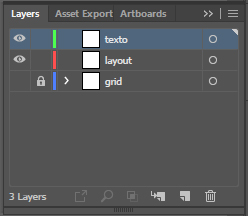 Layers Asset Export Artboards
texto
layout
grid
3 Layers